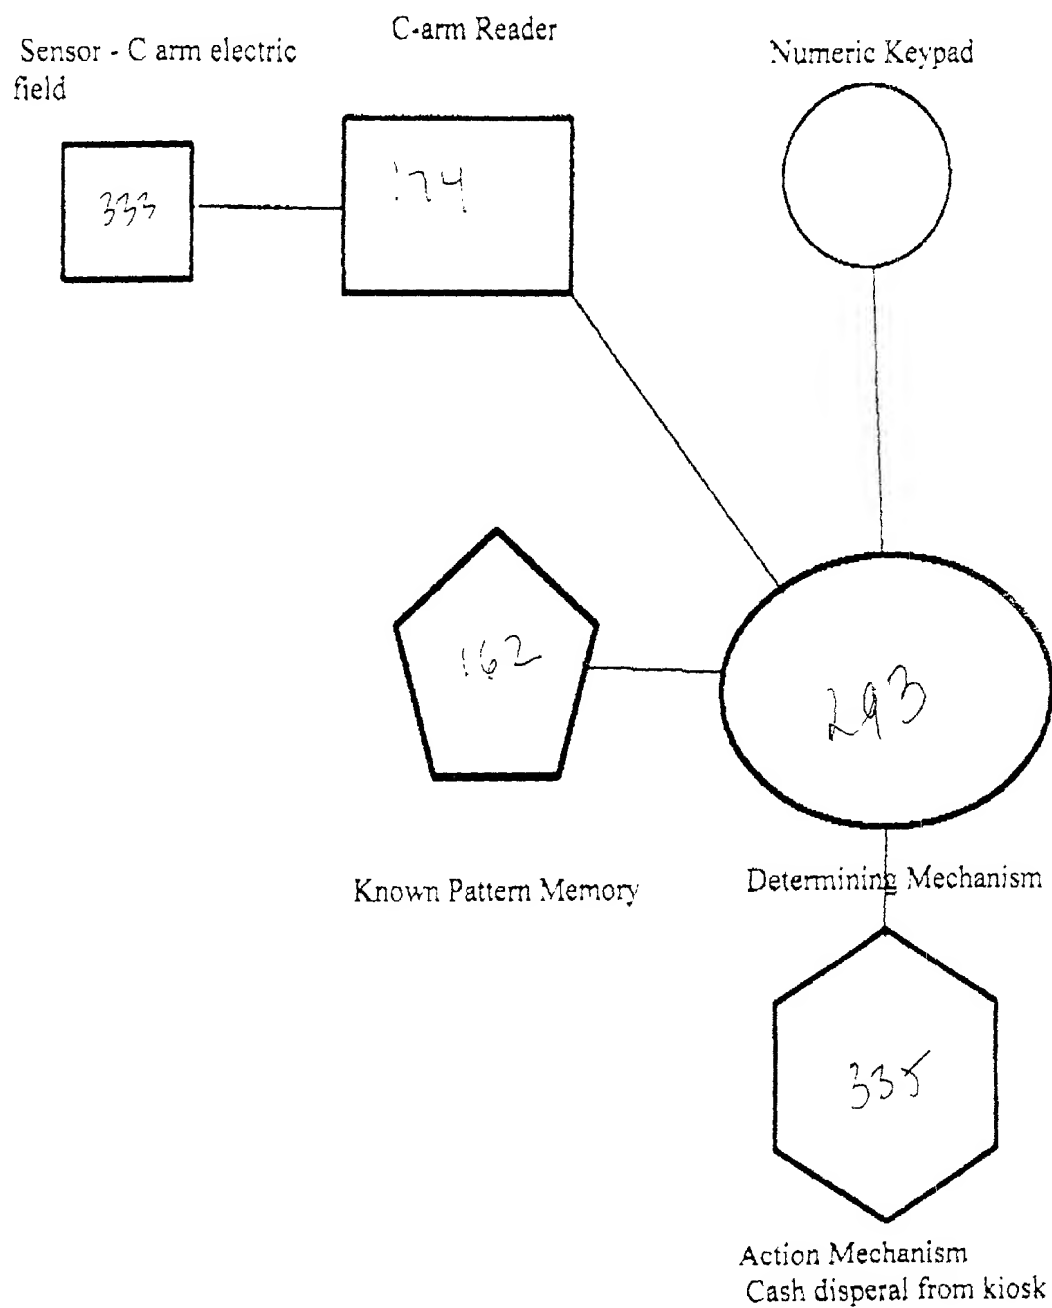 C-arm Reader
Sensor - C arm electric
field
Numeric Keypad
333
174
162
293
Known Pattern Memory
Determining Mechanism
335
Action Mechanism
Cash disperal from kiosk